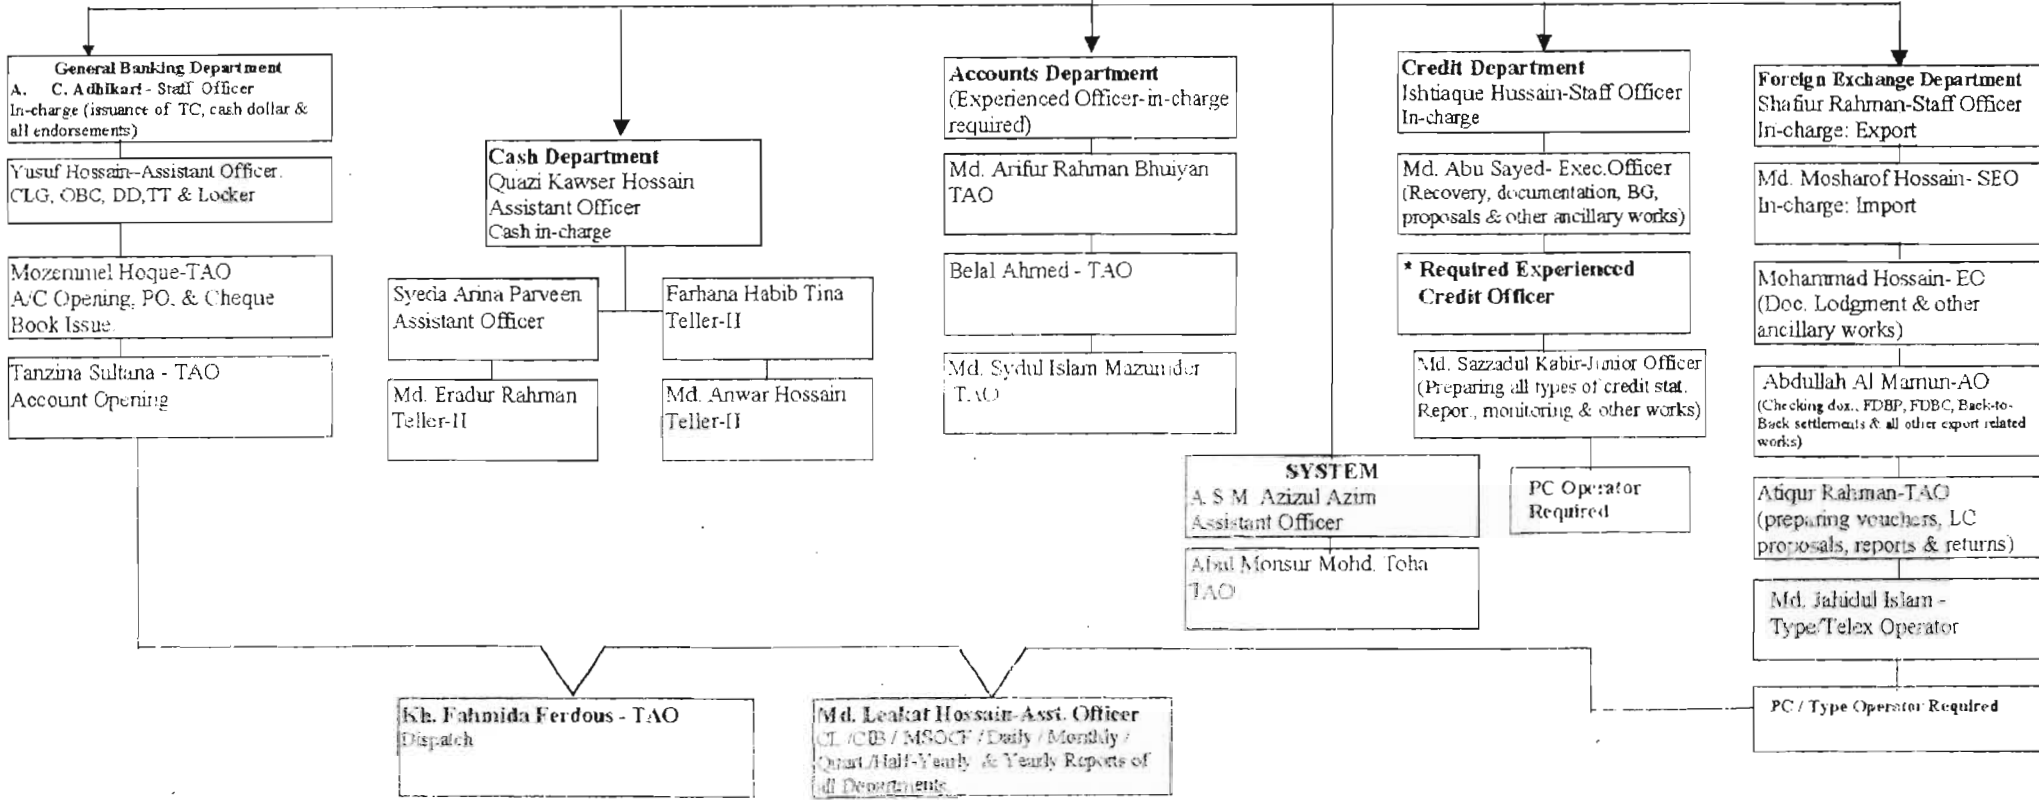 General Banking Department
A. C. Adhikari - Staff Officer
In-charge (issuance of TC, cash dollar &
all endorsements)
Yusuf Hossain--Assistant Officer.
CLG, OBC, DD,TT & Locker
Mozemmel Hoque-TAO
A/C Opening, PO, & Cheque
Book Issue.
Tanzina Sultana - TAO
Account Opening
Cash Department
Quazi Kawser Hossain
Assistant Officer
Cash in-charge
Syeda Arina Parveen
Assistant Officer
Md. Eradur Rahman
Teller-II
Farhana Habib Tina
Teller-II
Md. Anwar Hossain
Teller-II
Accounts Department
(Experienced Officer-in-charge
required)
Md. Arifur Rahman Bhuiyan
TAO
Belal Ahmed - TAO
Md. Sydul Islam Mazumder
TAO
SYSTEM
A S M Azizul Azim
Assistant Officer
Abul Monsur Mohd. Toha
TAO
Credit Department
Ishtiaque Hussain-Staff Officer
In-charge
Md. Abu Sayed- Exec.Officer
(Recovery, documentation, BG,
proposals & other ancillary works)
* Required Experienced
Credit Officer
Md. Sazzadul Kabir-Junior Officer
(Preparing all types of credit stat.
Repor., monitoring & other works)
PC Operator
Required
Foreign Exchange Department
Shafiur Rahman-Staff Officer
In-charge: Export
Md. Mosharof Hossain- SEO
In-charge: Import
Mohammad Hossain- EO
(Doc. Lodgment & other
ancillary works)
Abdullah Al Mamun-AO
(Checking dox., FDBP, FDBC, Back-to-
Back settlements & all other export related
works)
Atiqur Rahman-TAO
(preparing vouchers, LC
proposals, reports & returns)
Md. Jahidul Islam -
Type/Telex Operator
PC / Type Operator Required
Kh. Fahmida Ferdous - TAO
Dispatch
Md. Leakat Hossain-Asst. Officer
CL /CIB / MSOCF / Daily / Monthly /
Quart./Half-Yearly & Yearly Reports of
all Departments